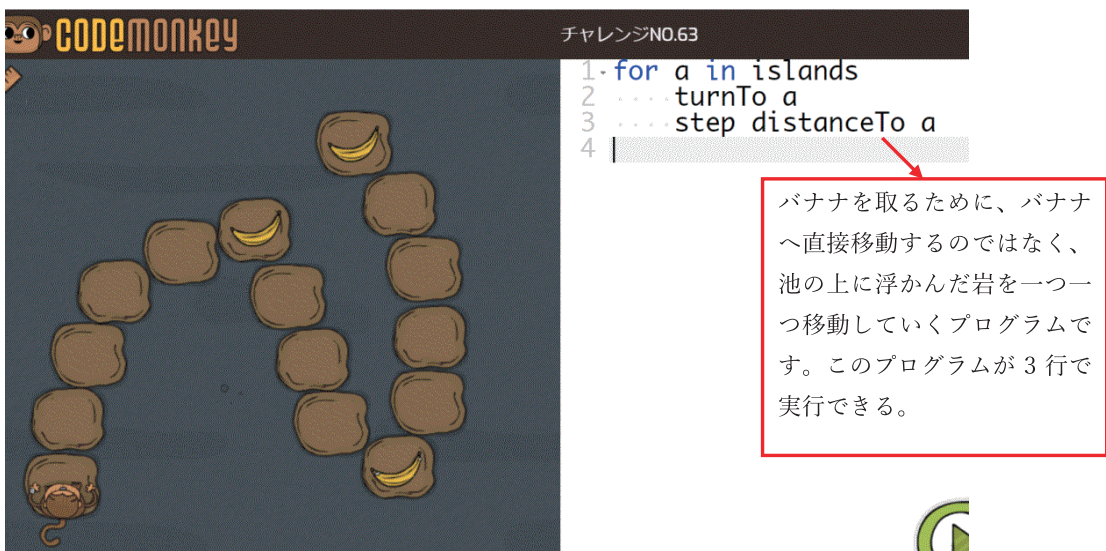 CODEMONKEY
チャレンジNO.63
1 for a in islands
2 turnTo a
3 step distanceTo a
4
バナナを取るために、バナナ
へ直接移動するのではなく、
池の上に浮かんだ岩を一つ一
つ移動していくプログラムで
す。このプログラムが 3 行で
実行できる。